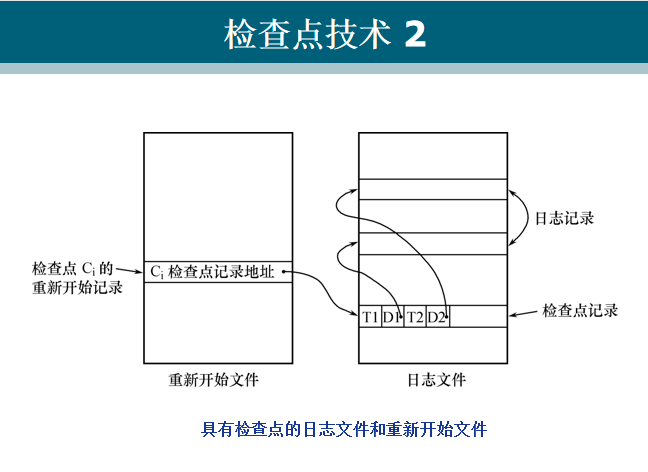 检查点技术 2
检查点 Ci 的
重新开始记录
Ci 检查点记录地址
日志记录
T1 D1 T2 D2
检查点记录
重新开始文件
日志文件
具有检查点的日志文件和重新开始文件